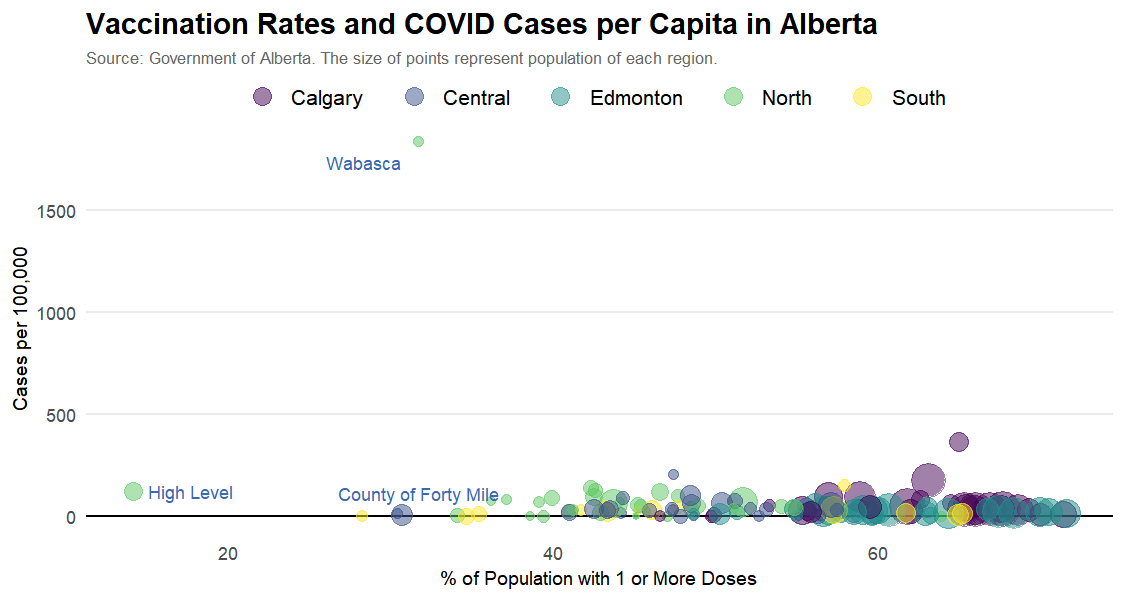 Vaccination Rates and COVID Cases per Capita in Alberta
Source: Government of Alberta. The size of points represent population of each region.
Calgary Central Edmonton North South
Wabasca
1500
1000
Cases per 100,000
500
High Level
County of Forty Mile
0
20 40 60
% of Population with 1 or More Doses